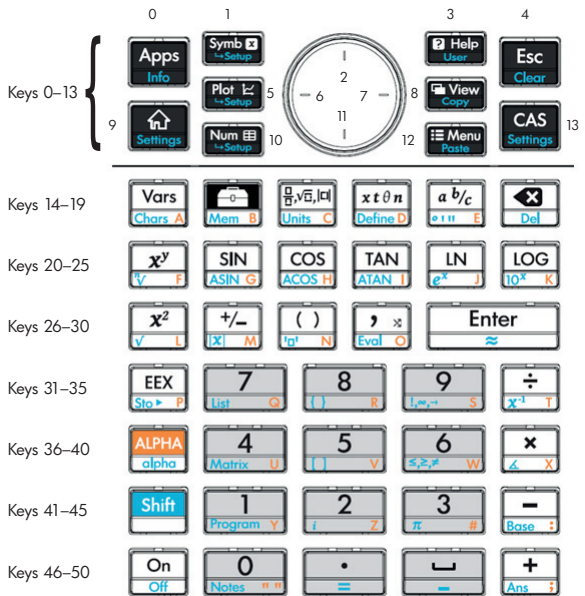 0 1 3 4
Apps Symb Help Esc
Info ↪Setup User Clear
2
Keys 0–13 Plot 5 6 7 8 View
↪Setup Copy
11
9 Num 10 12 Menu CAS 13
Settings ↪Setup Paste Settings
Keys 14–19 Vars √□,|□| x t θ n a b/c
Chars A Mem B Units C Define D ° ' " E Del
Keys 20–25 xʸ SIN COS TAN LN LOG
ⁿ√ F ASIN G ACOS H ATAN I eˣ J 10ˣ K
Keys 26–30 x² +/– ( ) , Enter
√ L |x| M '□' N Eval O ≈
Keys 31–35 EEX 7 8 9 ÷
Sto ▸ P List Q { } R !,∞,→ S x⁻¹ T
Keys 36–40 ALPHA 4 5 6 ×
alpha Matrix U [ ] V ≤,≥,≠ W ∡ X
Keys 41–45 Shift 1 2 3 –
Program Y i Z π # Base :
Keys 46–50 On 0 . ␣ +
Off Notes " " = _ Ans ;